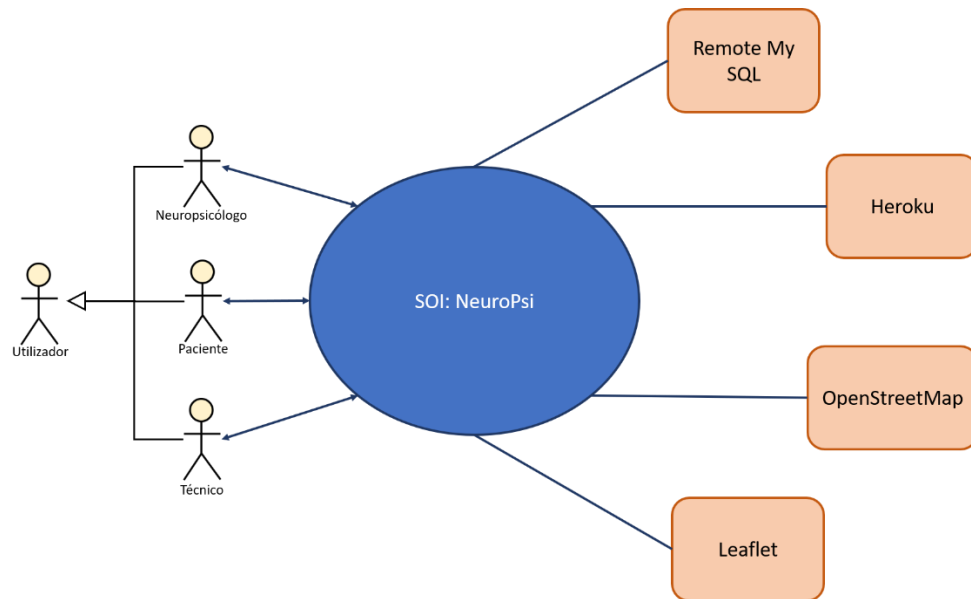 Remote My
SQL
Neuropsicólogo
Heroku
SOI: NeuroPsi
Utilizador
Paciente
OpenStreetMap
Técnico
Leaflet